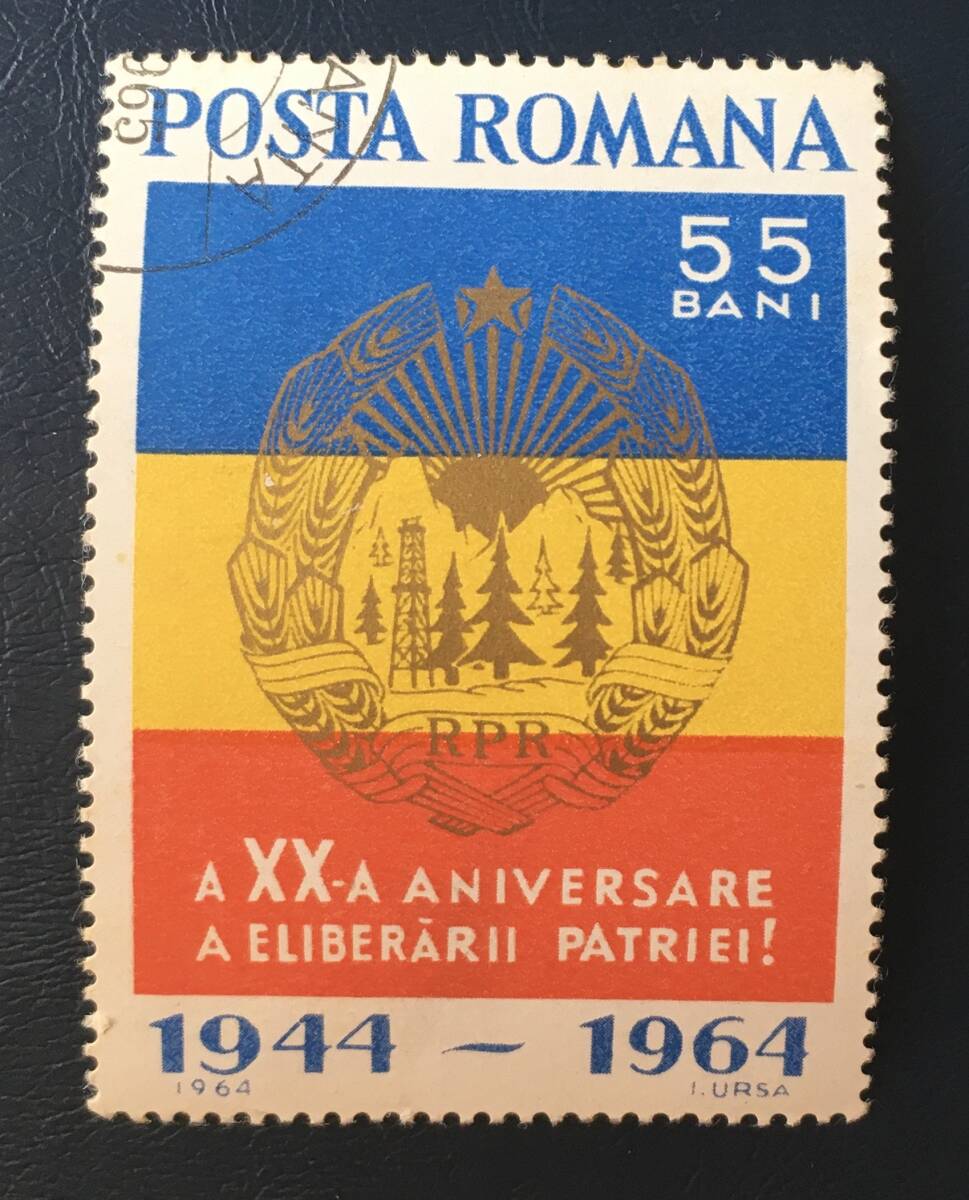 POSTA ROMANA
55
BANI
RPR
A XX-A ANIVERSARE
A ELIBERĂRII PATRIEI!
1944 – 1964
1964 I. URSA